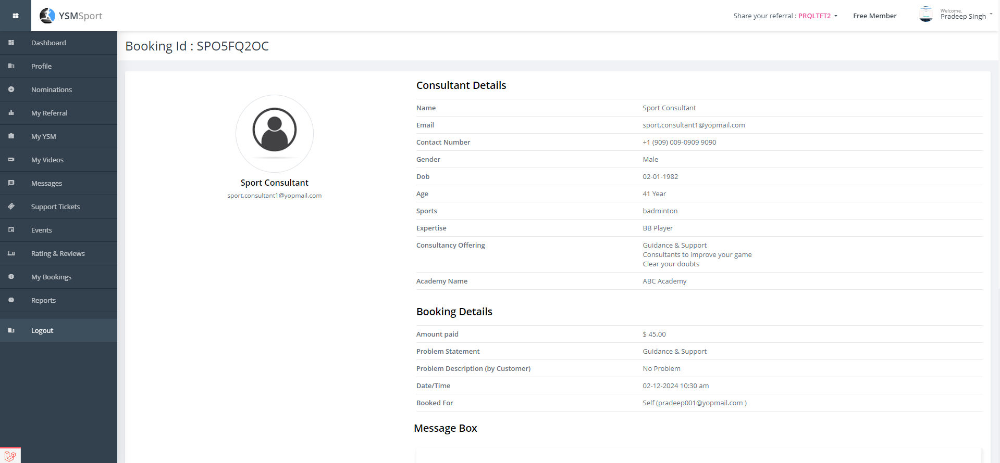 YSMSport
Share your referral : PRQLTFT2
Free Member
Welcome,
Pradeep Singh
Dashboard
Profile
Nominations
My Referral
My YSM
My Videos
Messages
Support Tickets
Events
Rating & Reviews
My Bookings
Reports
Logout
Booking Id : SPO5FQ2OC
Sport Consultant
sport.consultant1@yopmail.com
Consultant Details
Name Sport Consultant
Email sport.consultant1@yopmail.com
Contact Number +1 (909) 009-0909 9090
Gender Male
Dob 02-01-1982
Age 41 Year
Sports badminton
Expertise BB Player
Consultancy Offering Guidance & Support
Consultants to improve your game
Clear your doubts
Academy Name ABC Academy
Booking Details
Amount paid $ 45.00
Problem Statement Guidance & Support
Problem Description (by Customer) No Problem
Date/Time 02-12-2024 10:30 am
Booked For Self (pradeep001@yopmail.com )
Message Box